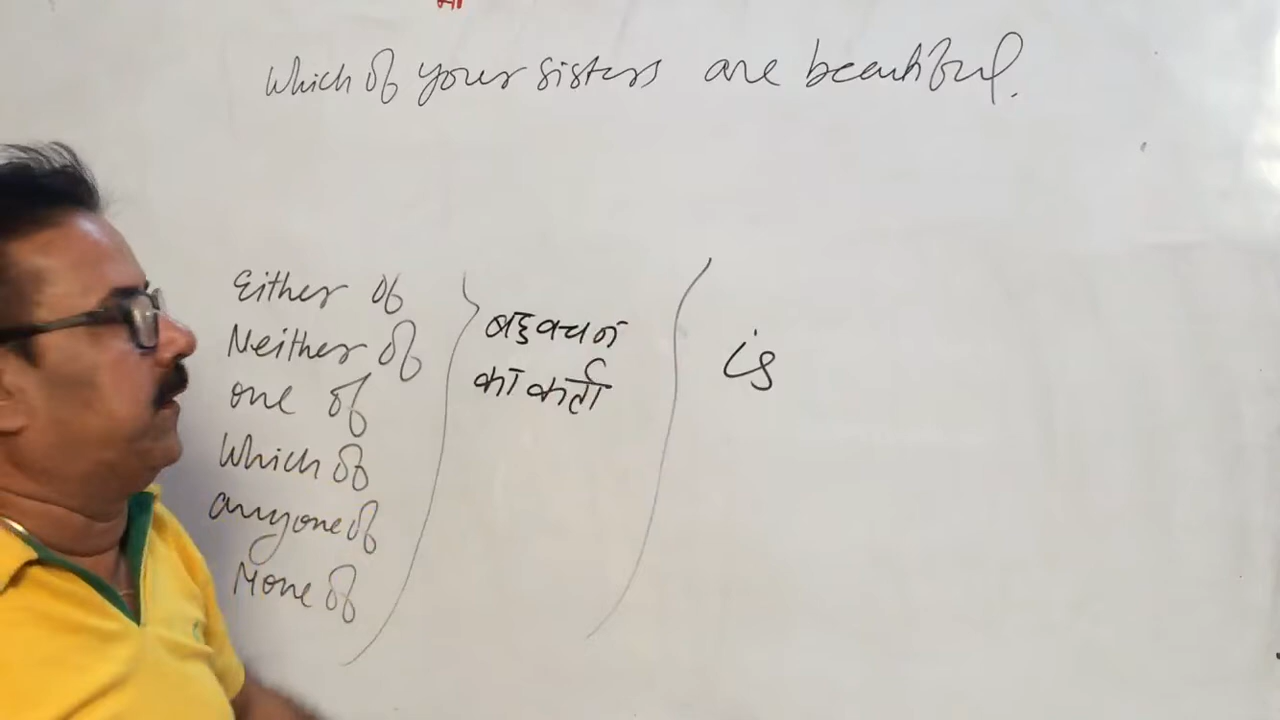 which of your sisters are beautiful.
Either of
Neither of
one of
which of
anyone of
None of
बहुवचन
का कर्ता
is